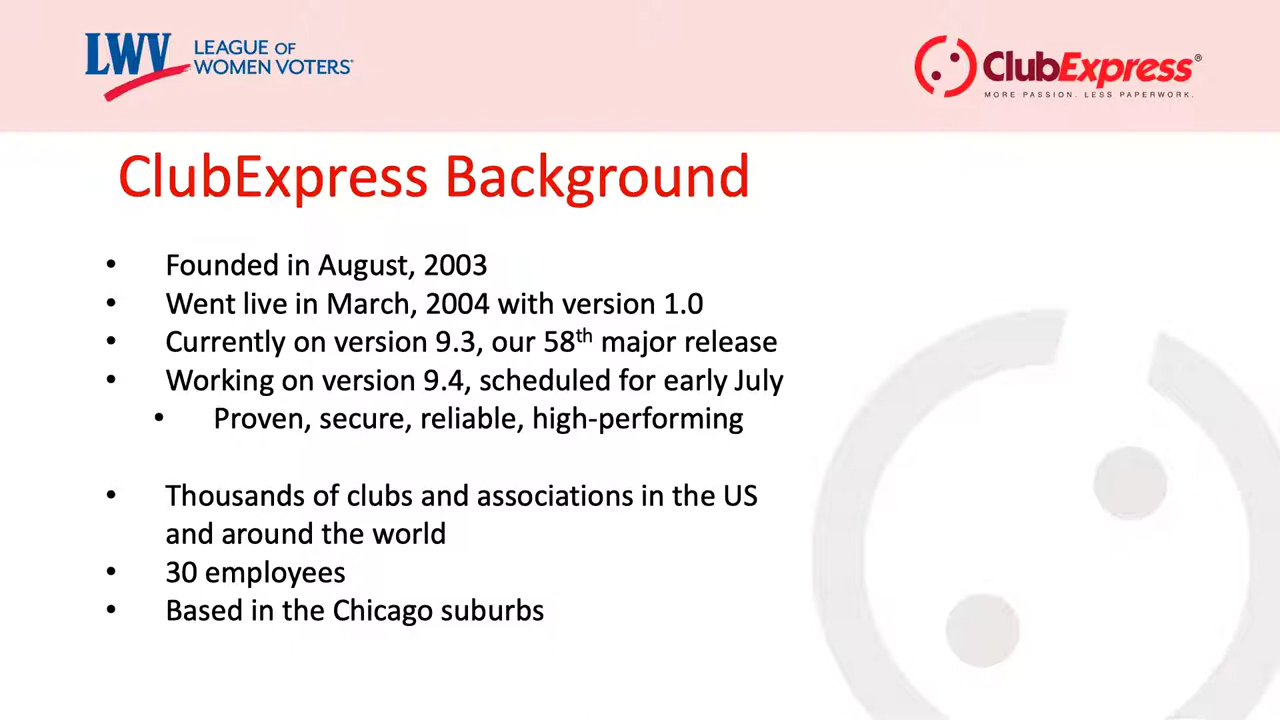 LWV LEAGUE OF
WOMEN VOTERS®
ClubExpress®
MORE PASSION. LESS PAPERWORK.
ClubExpress Background
• Founded in August, 2003
• Went live in March, 2004 with version 1.0
• Currently on version 9.3, our 58th major release
• Working on version 9.4, scheduled for early July
• Proven, secure, reliable, high-performing
• Thousands of clubs and associations in the US
and around the world
• 30 employees
• Based in the Chicago suburbs